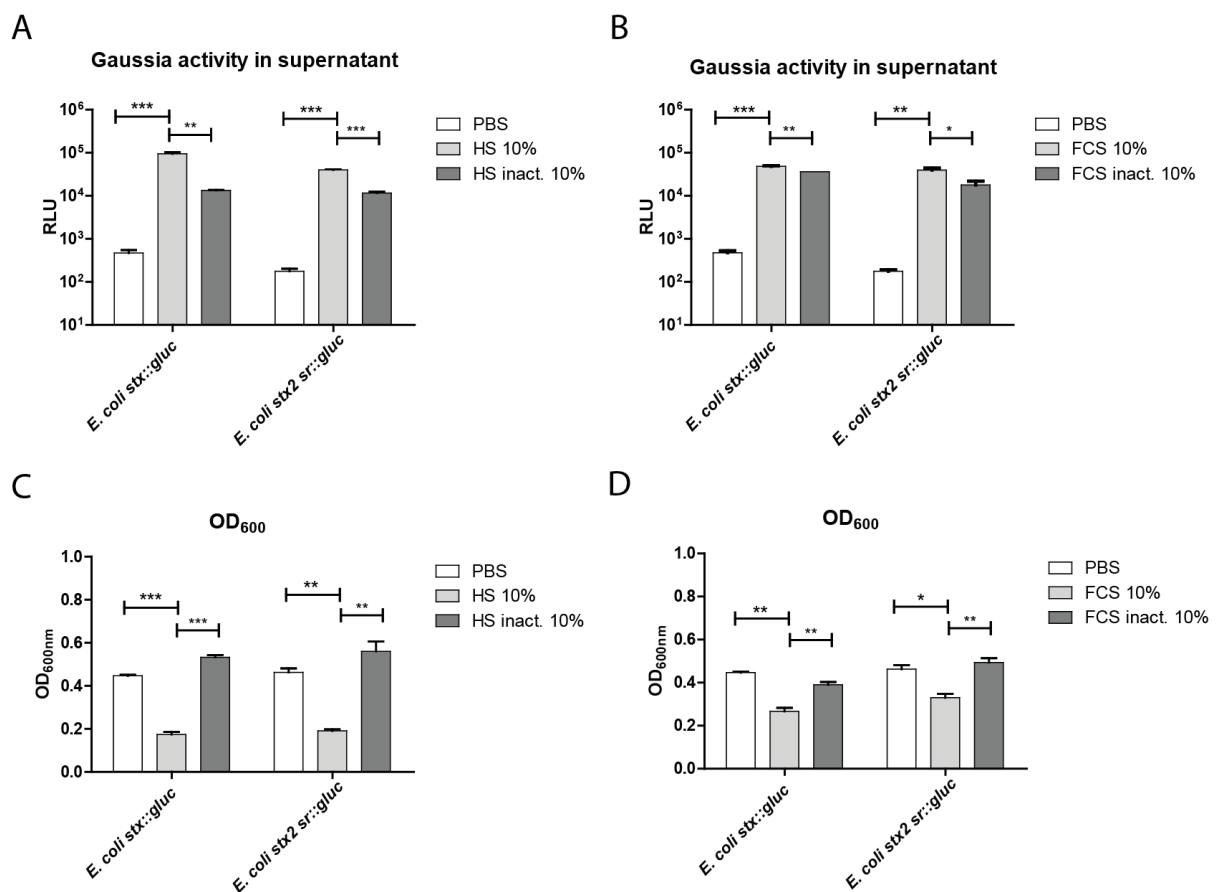 A
Gaussia activity in supernatant
10⁶
10⁵
10⁴
10³
10²
10¹
RLU
***
**
***
***
PBS
HS 10%
HS inact. 10%
E. coli stx::gluc
E. coli stx2 sr::gluc
B
Gaussia activity in supernatant
10⁶
10⁵
10⁴
10³
10²
10¹
RLU
***
**
**
*
PBS
FCS 10%
FCS inact. 10%
E. coli stx::gluc
E. coli stx2 sr::gluc
C
OD₆₀₀
1.0
0.8
0.6
0.4
0.2
0.0
OD₆₀₀ₙₘ
***
***
**
**
PBS
HS 10%
HS inact. 10%
E. coli stx::gluc
E. coli stx2 sr::gluc
D
OD₆₀₀
1.0
0.8
0.6
0.4
0.2
0.0
OD₆₀₀ₙₘ
**
**
*
**
PBS
FCS 10%
FCS inact. 10%
E. coli stx::gluc
E. coli stx2 sr::gluc